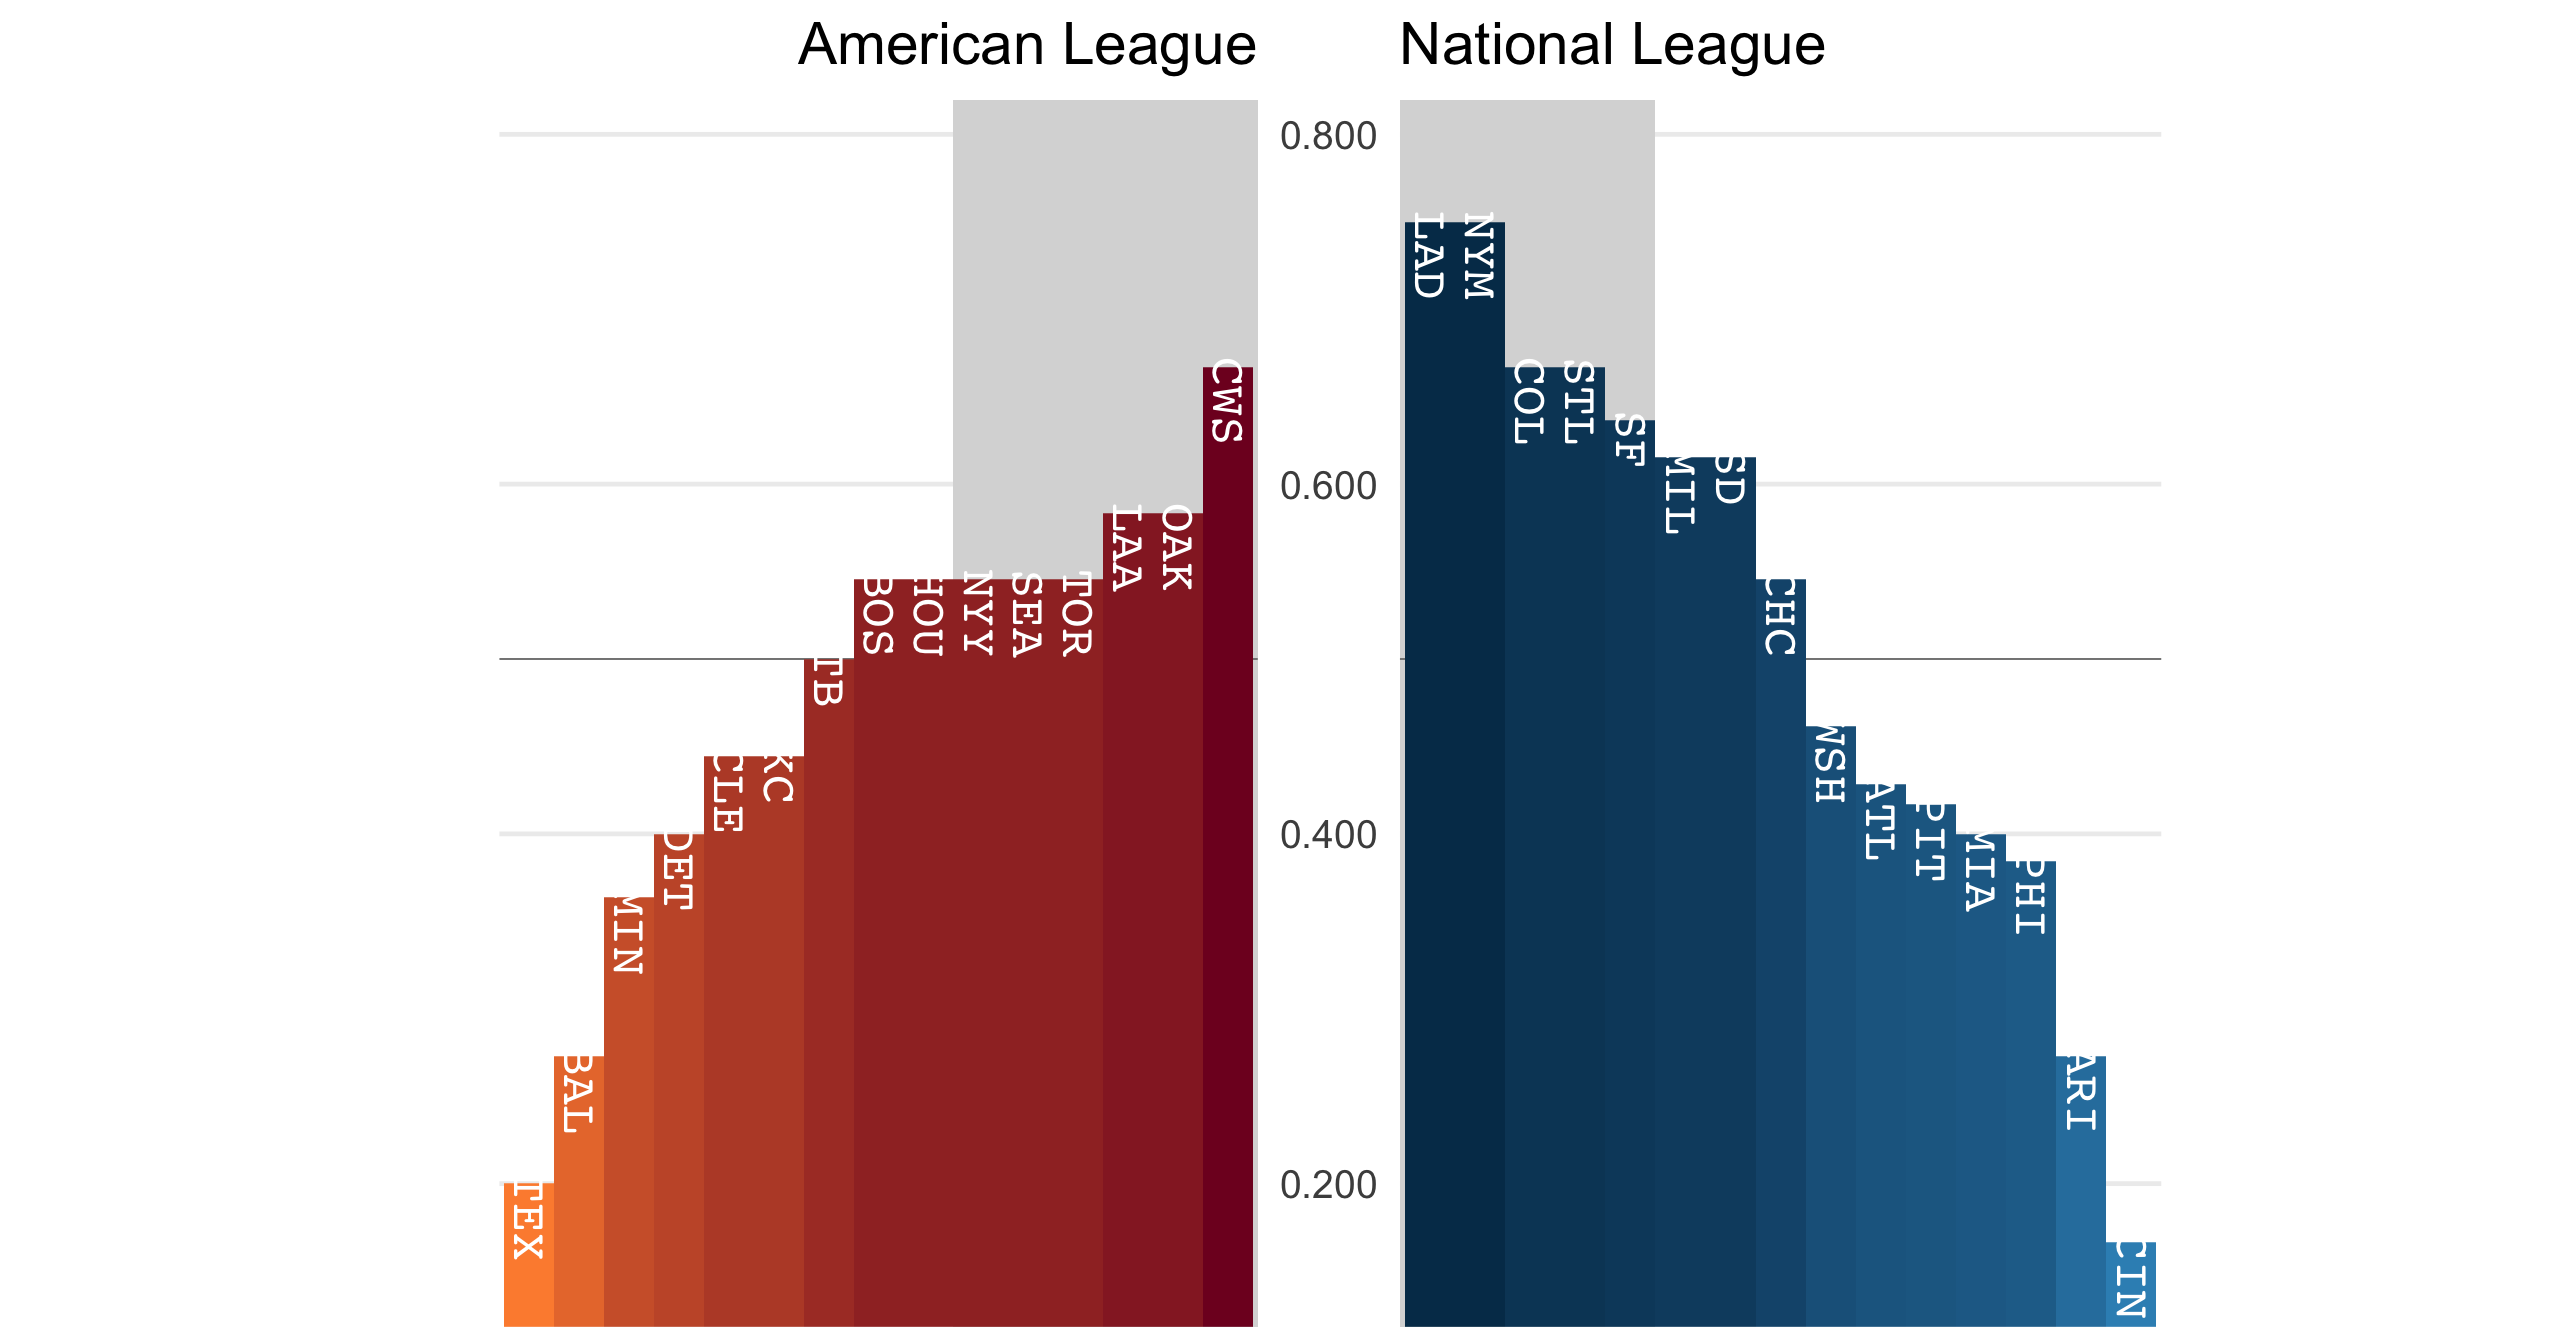 American League
National League
0.800
0.600
0.400
0.200
TEX
BAL
MIN
DET
CLE
KC
TB
BOS
HOU
NYY
SEA
TOR
LAA
OAK
CWS
LAD
NYM
COL
STL
SF
MIL
SD
CHC
WSH
ATL
PIT
MIA
PHI
ARI
CIN